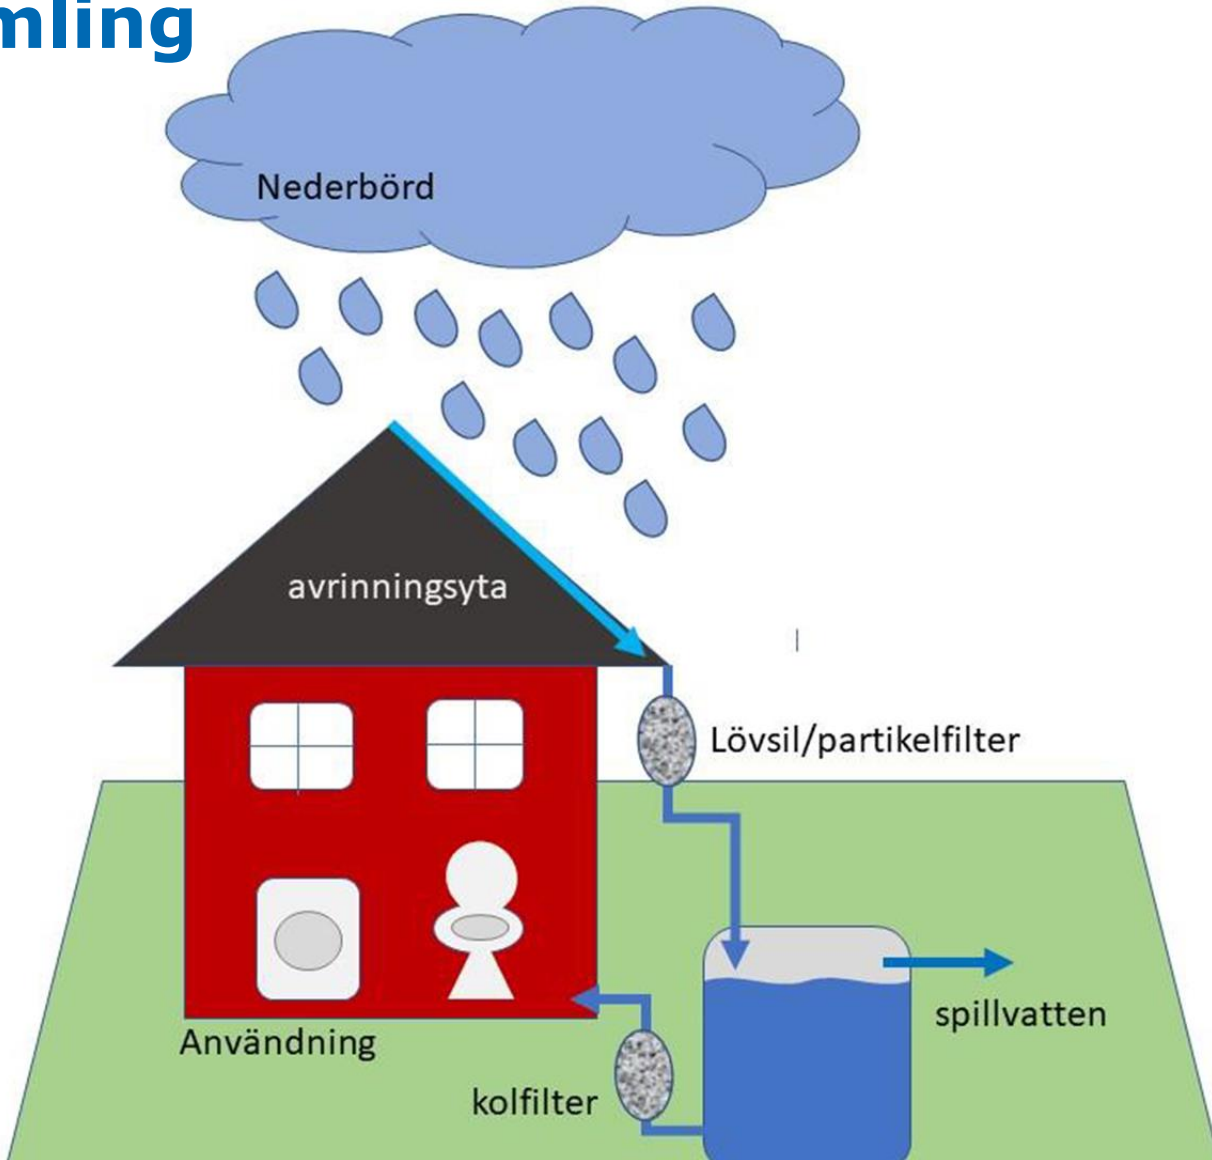 mling
Nederbörd
avrinningsyta
Lövsil/partikelfilter
spillvatten
Användning
kolfilter